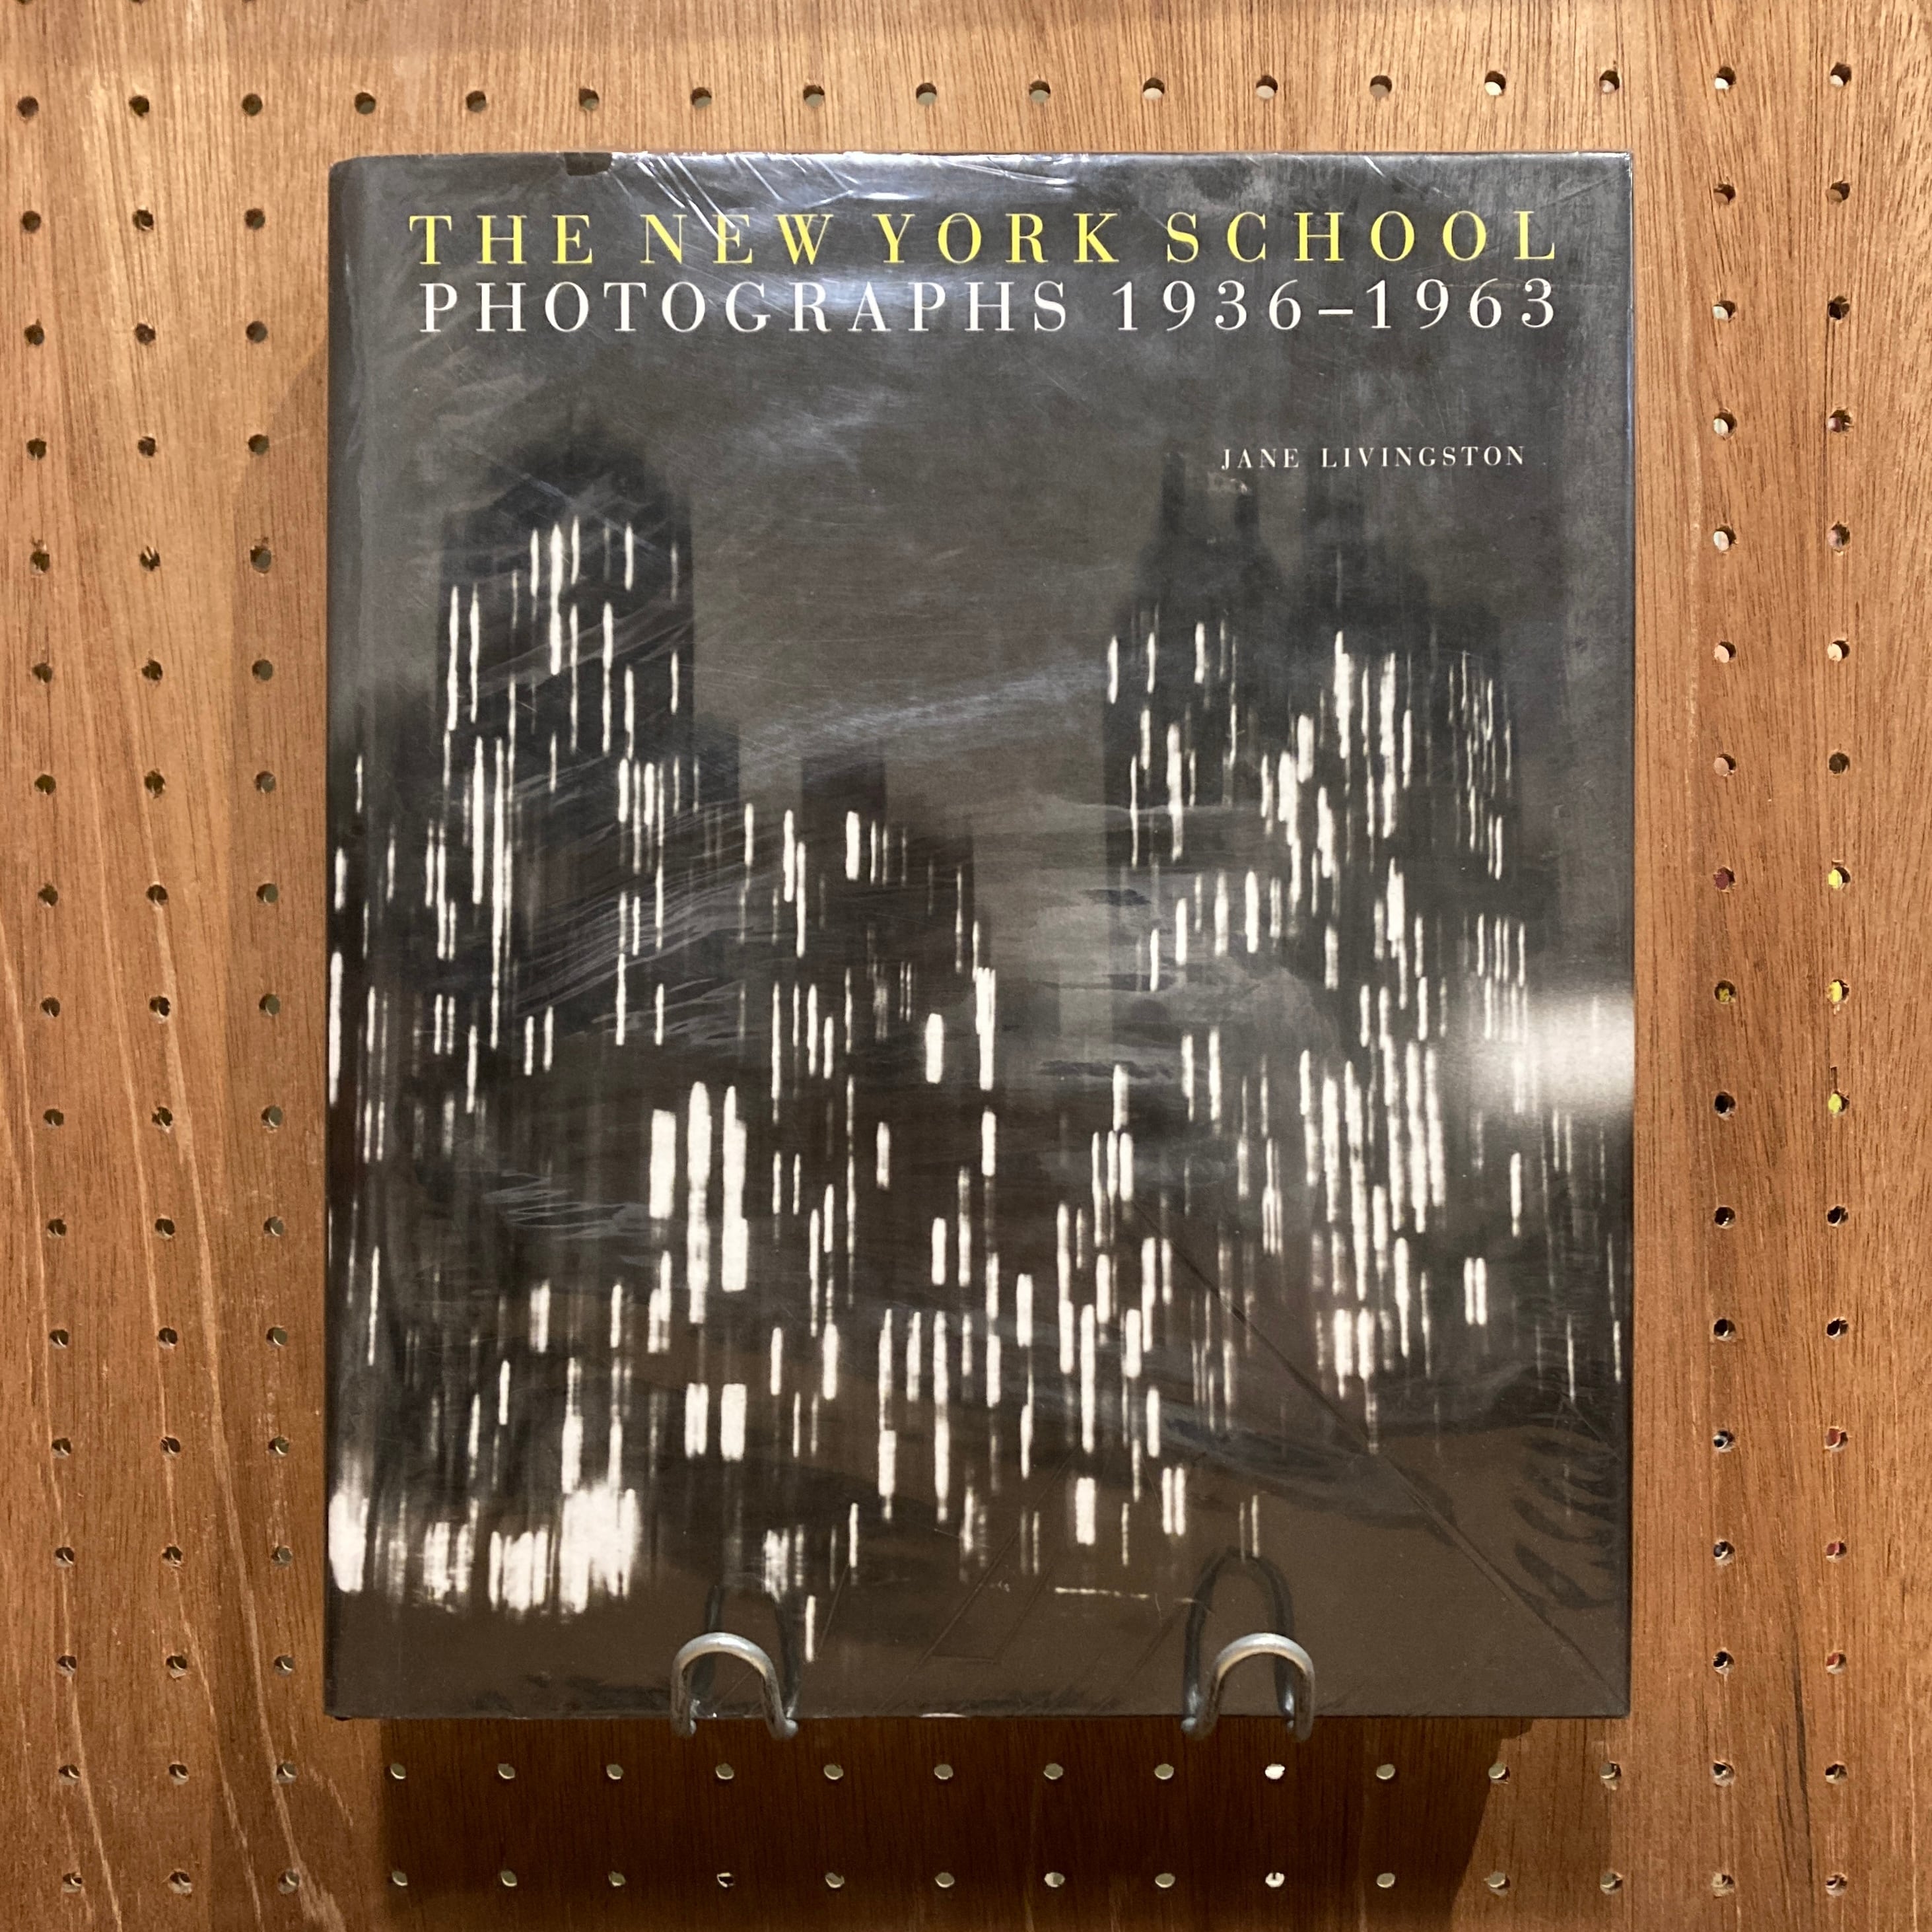 THE NEW YORK SCHOOL
PHOTOGRAPHS 1936–1963
JANE LIVINGSTON